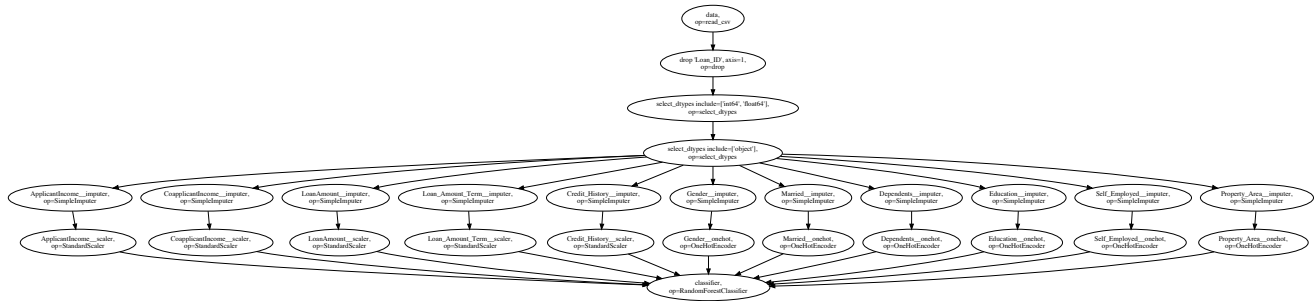 data,
op=read_csv
drop 'Loan_ID', axis=1,
op=drop
select_dtypes include=['int64', 'float64'],
op=select_dtypes
select_dtypes include=['object'],
op=select_dtypes
ApplicantIncome__imputer,
op=SimpleImputer
CoapplicantIncome__imputer,
op=SimpleImputer
LoanAmount__imputer,
op=SimpleImputer
Loan_Amount_Term__imputer,
op=SimpleImputer
Credit_History__imputer,
op=SimpleImputer
Gender__imputer,
op=SimpleImputer
Married__imputer,
op=SimpleImputer
Dependents__imputer,
op=SimpleImputer
Education__imputer,
op=SimpleImputer
Self_Employed__imputer,
op=SimpleImputer
Property_Area__imputer,
op=SimpleImputer
ApplicantIncome__scaler,
op=StandardScaler
CoapplicantIncome__scaler,
op=StandardScaler
LoanAmount__scaler,
op=StandardScaler
Loan_Amount_Term__scaler,
op=StandardScaler
Credit_History__scaler,
op=StandardScaler
Gender__onehot,
op=OneHotEncoder
Married__onehot,
op=OneHotEncoder
Dependents__onehot,
op=OneHotEncoder
Education__onehot,
op=OneHotEncoder
Self_Employed__onehot,
op=OneHotEncoder
Property_Area__onehot,
op=OneHotEncoder
classifier,
op=RandomForestClassifier